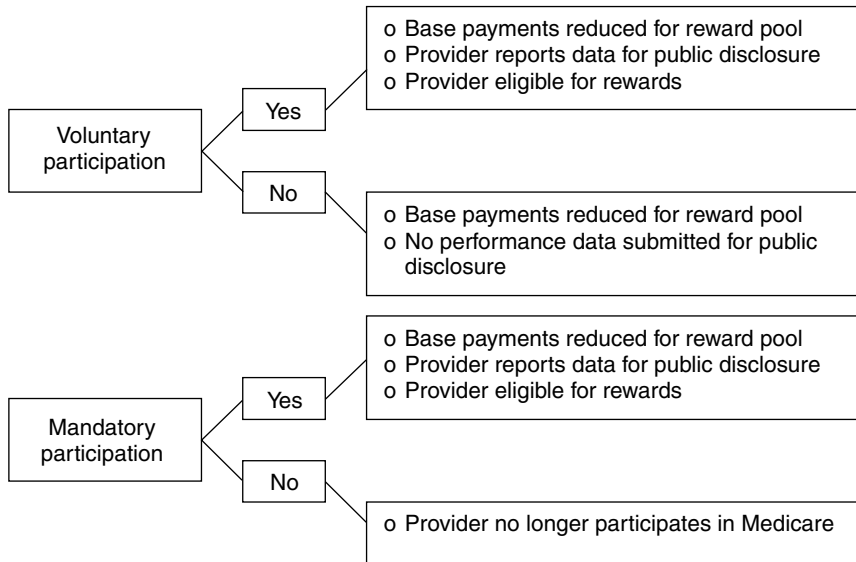 o Base payments reduced for reward pool
o Provider reports data for public disclosure
o Provider eligible for rewards
Yes
Voluntary
participation
No
o Base payments reduced for reward pool
o No performance data submitted for public
disclosure
o Base payments reduced for reward pool
o Provider reports data for public disclosure
o Provider eligible for rewards
Yes
Mandatory
participation
No
o Provider no longer participates in Medicare